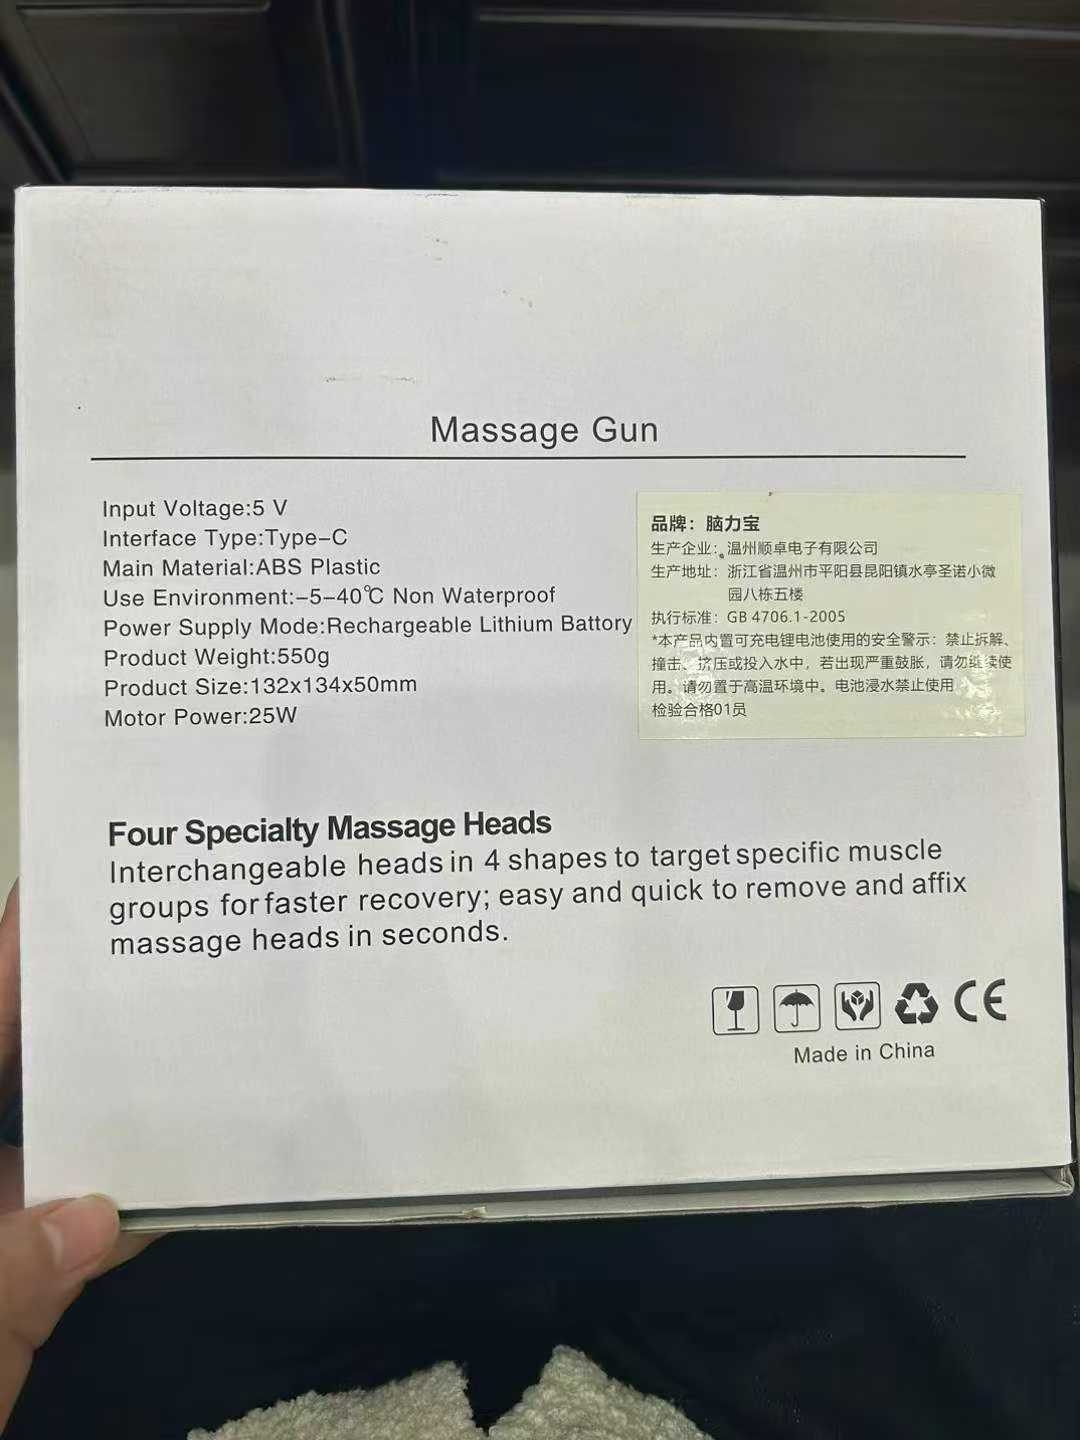 Massage Gun
Input Voltage:5 V
Interface Type:Type-C
Main Material:ABS Plastic
Use Environment:-5-40℃ Non Waterproof
Power Supply Mode:Rechargeable Lithium Battory
Product Weight:550g
Product Size:132x134x50mm
Motor Power:25W
品牌：脑力宝
生产企业：温州顺卓电子有限公司
生产地址：浙江省温州市平阳县昆阳镇水亭圣诺小微
园八栋五楼
执行标准：GB 4706.1-2005
*本产品内置可充电锂电池使用的安全警示：禁止拆解、
撞击、挤压或投入水中，若出现严重鼓胀，请勿继续使
用。请勿置于高温环境中。电池浸水禁止使用
检验合格01员
Four Specialty Massage Heads
Interchangeable heads in 4 shapes to target specific muscle
groups for faster recovery; easy and quick to remove and affix
massage heads in seconds.
CE
Made in China